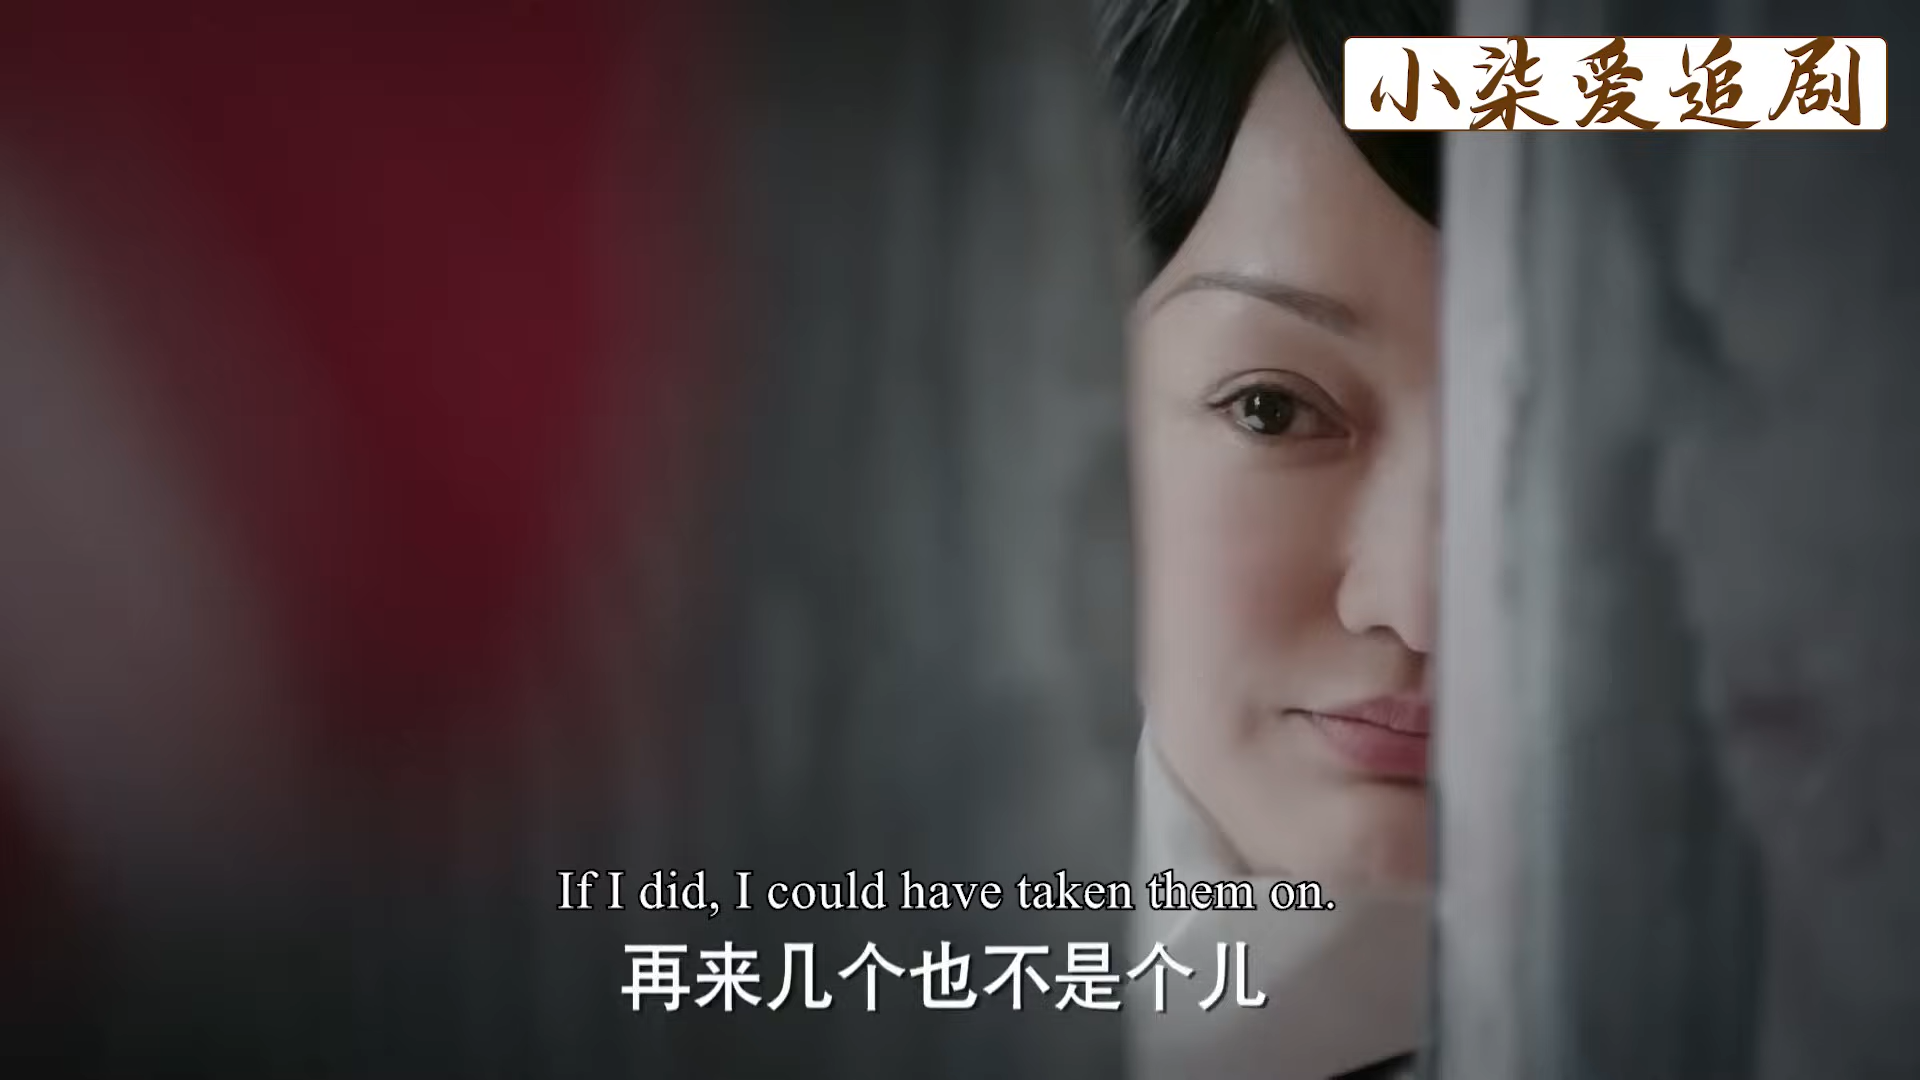 小柒爱追剧
If I did, I could have taken them on.
再来几个也不是个儿